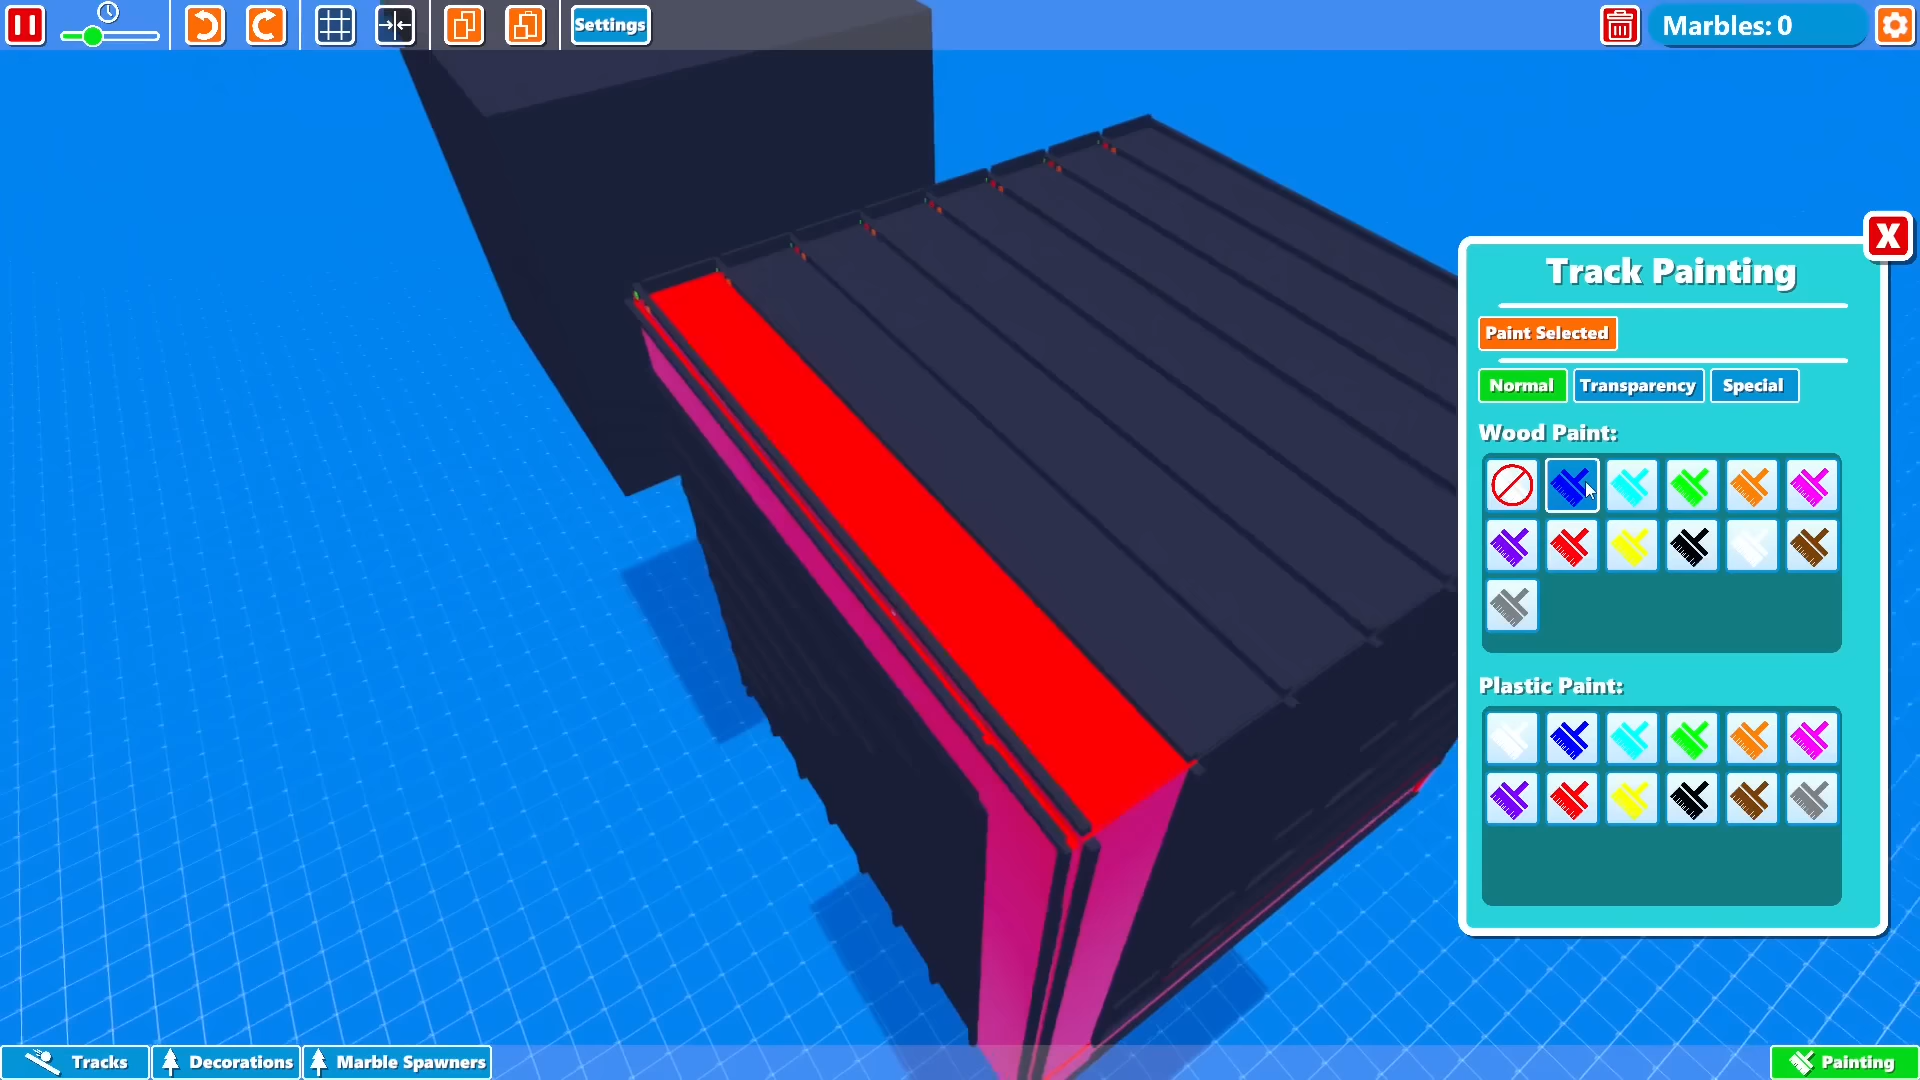 Settings
Marbles: 0
X
Track Painting
Paint Selected
Normal
Transparency
Special
Wood Paint:
Plastic Paint:
Tracks
Decorations
Marble Spawners
Painting